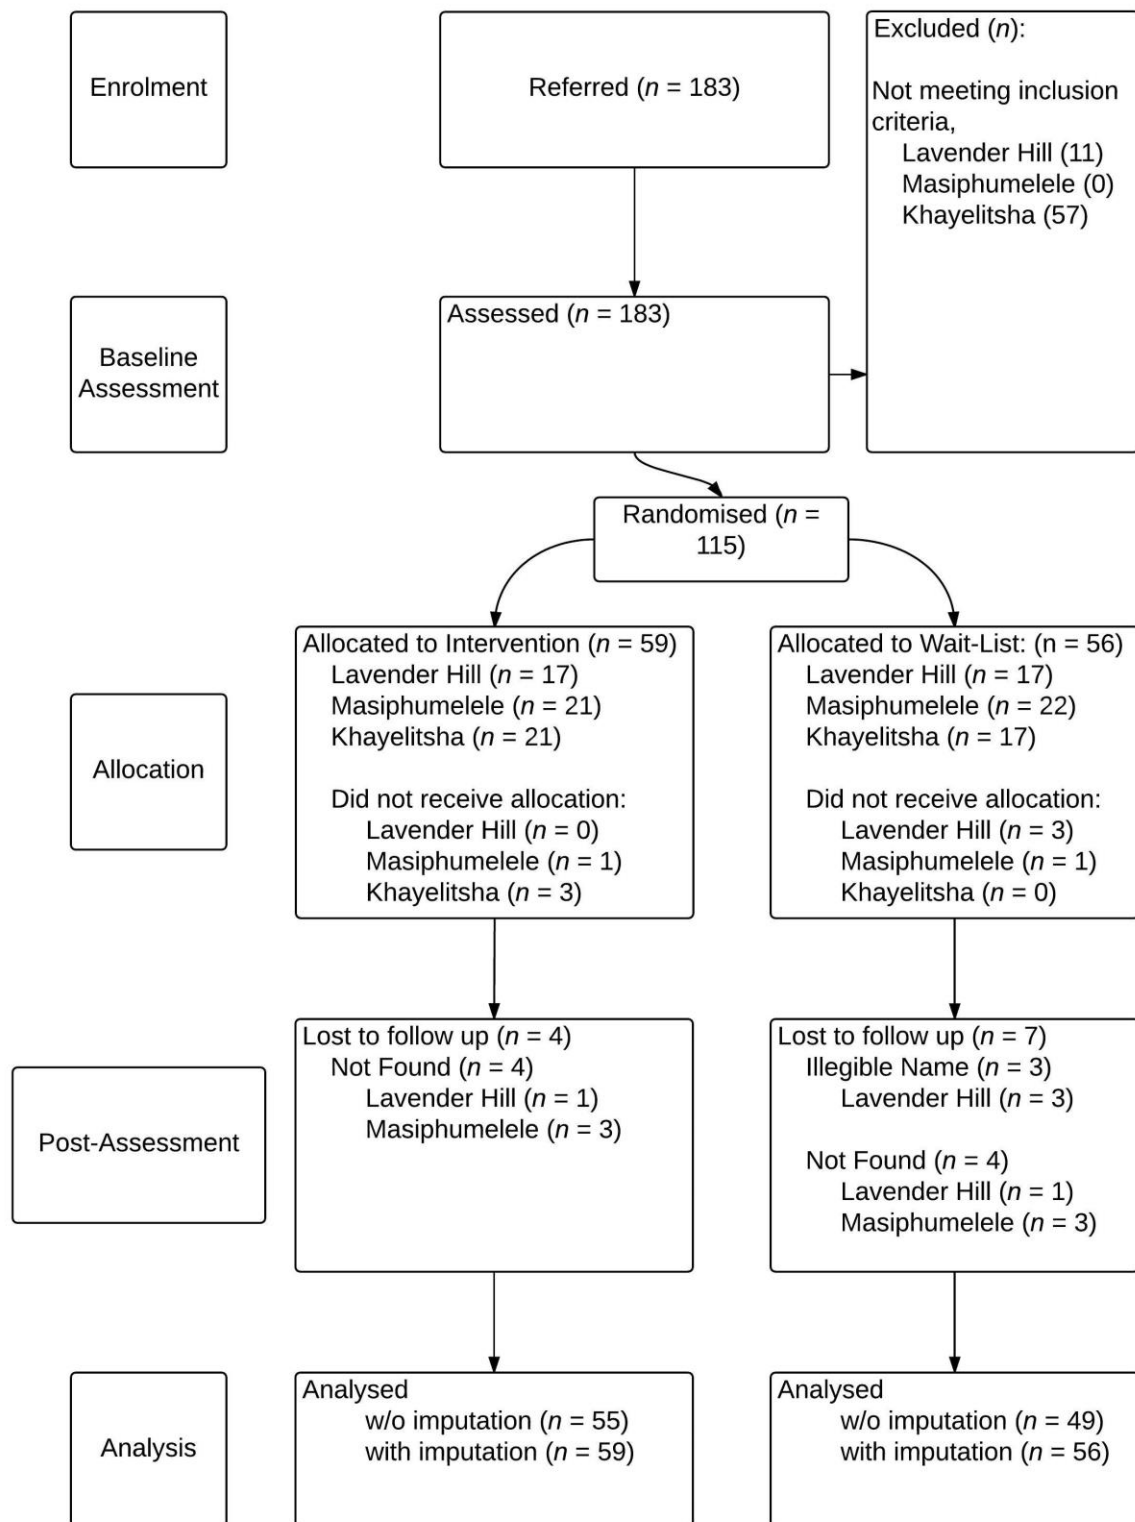 Enrolment
Referred (n = 183)
Excluded (n):
Not meeting inclusion
criteria,
Lavender Hill (11)
Masiphumelele (0)
Khayelitsha (57)
Baseline
Assessment
Assessed (n = 183)
Randomised (n =
115)
Allocation
Allocated to Intervention (n = 59)
Lavender Hill (n = 17)
Masiphumelele (n = 21)
Khayelitsha (n = 21)
Did not receive allocation:
Lavender Hill (n = 0)
Masiphumelele (n = 1)
Khayelitsha (n = 3)
Allocated to Wait-List: (n = 56)
Lavender Hill (n = 17)
Masiphumelele (n = 22)
Khayelitsha (n = 17)
Did not receive allocation:
Lavender Hill (n = 3)
Masiphumelele (n = 1)
Khayelitsha (n = 0)
Post-Assessment
Lost to follow up (n = 4)
Not Found (n = 4)
Lavender Hill (n = 1)
Masiphumelele (n = 3)
Lost to follow up (n = 7)
Illegible Name (n = 3)
Lavender Hill (n = 3)
Not Found (n = 4)
Lavender Hill (n = 1)
Masiphumelele (n = 3)
Analysis
Analysed
w/o imputation (n = 55)
with imputation (n = 59)
Analysed
w/o imputation (n = 49)
with imputation (n = 56)